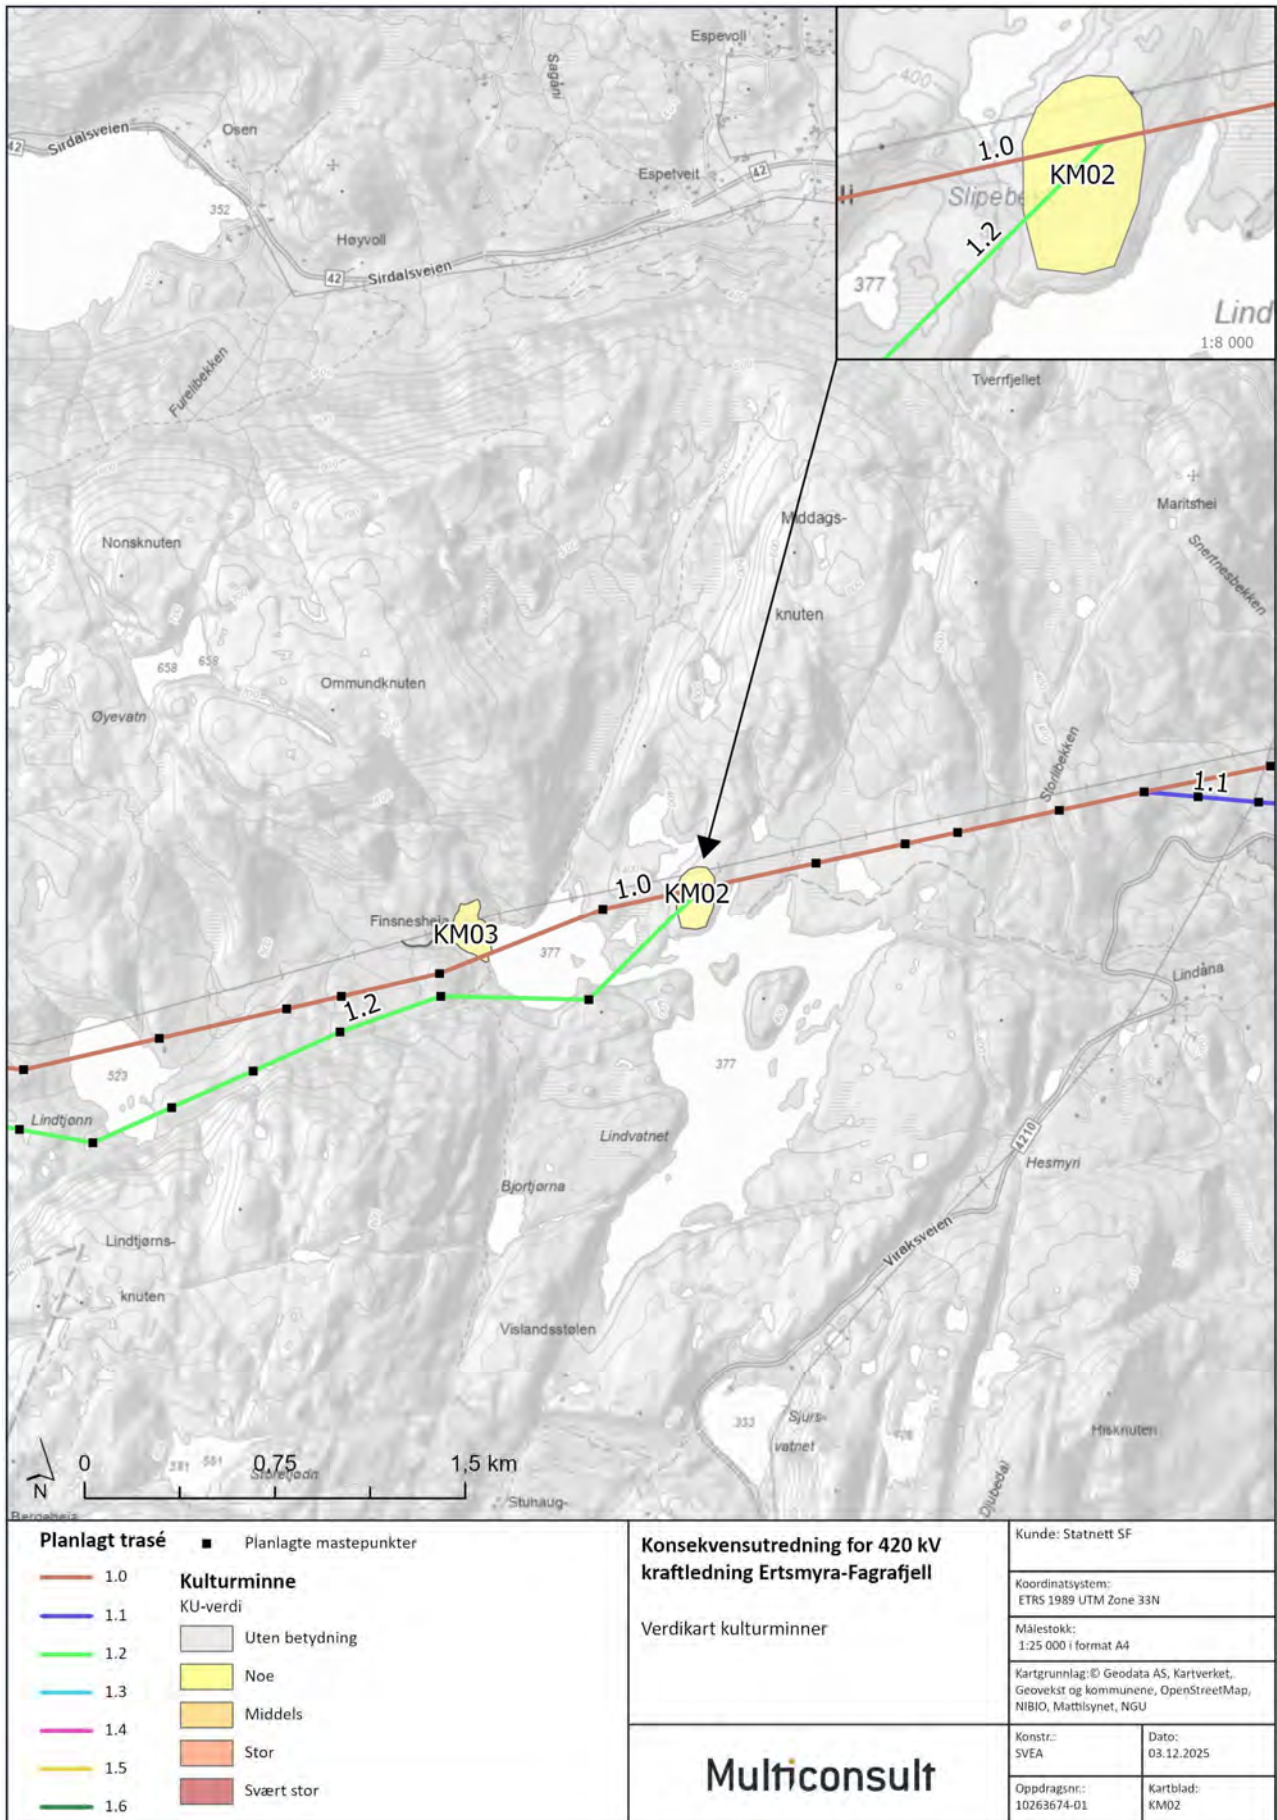 Espevoll
Sagåni
Osen
42
Sirdalsveien
Espetveit
42
352
Høyvoll
42
Sirdalsveien
Furelibekken
400
1.0
KM02
1.2
377
Lind
1:8 000
Tverrfjellet
Maritshei
Snertnesbekken
Middags-
knuten
Nonsknuten
658
658
Ommundknuten
Øyevatn
Storlibekken
1.1
1.0
KM02
Finsnesheia
KM03
377
1.2
Lindåna
523
377
Lindtjønn
Lindvatnet
4210
Hesmyri
Bjortjørna
Viraksveien
Lindtjørns-
knuten
Vislandsstølen
353
Sjurs-
vatnet
Hisknuten
Djubedal
Stuhaug-
N
0
0,75
1,5 km
Planlagt trasé
1.0
1.1
1.2
1.3
1.4
1.5
1.6
Planlagte mastepunkter
Kulturminne
KU-verdi
Uten betydning
Noe
Middels
Stor
Svært stor
Konsekvensutredning for 420 kV
kraftledning Ertsmyra-Fagrafjell
Verdikart kulturminner
Multiconsult
Kunde: Statnett SF
Koordinatsystem:
ETRS 1989 UTM Zone 33N
Målestokk:
1:25 000 i format A4
Kartgrunnlag:© Geodata AS, Kartverket,
Geovekst og kommunene, OpenStreetMap,
NIBIO, Mattilsynet, NGU
Konstr.:
SVEA
Dato:
03.12.2025
Oppdragsnr.:
10263674-01
Kartblad:
KM02